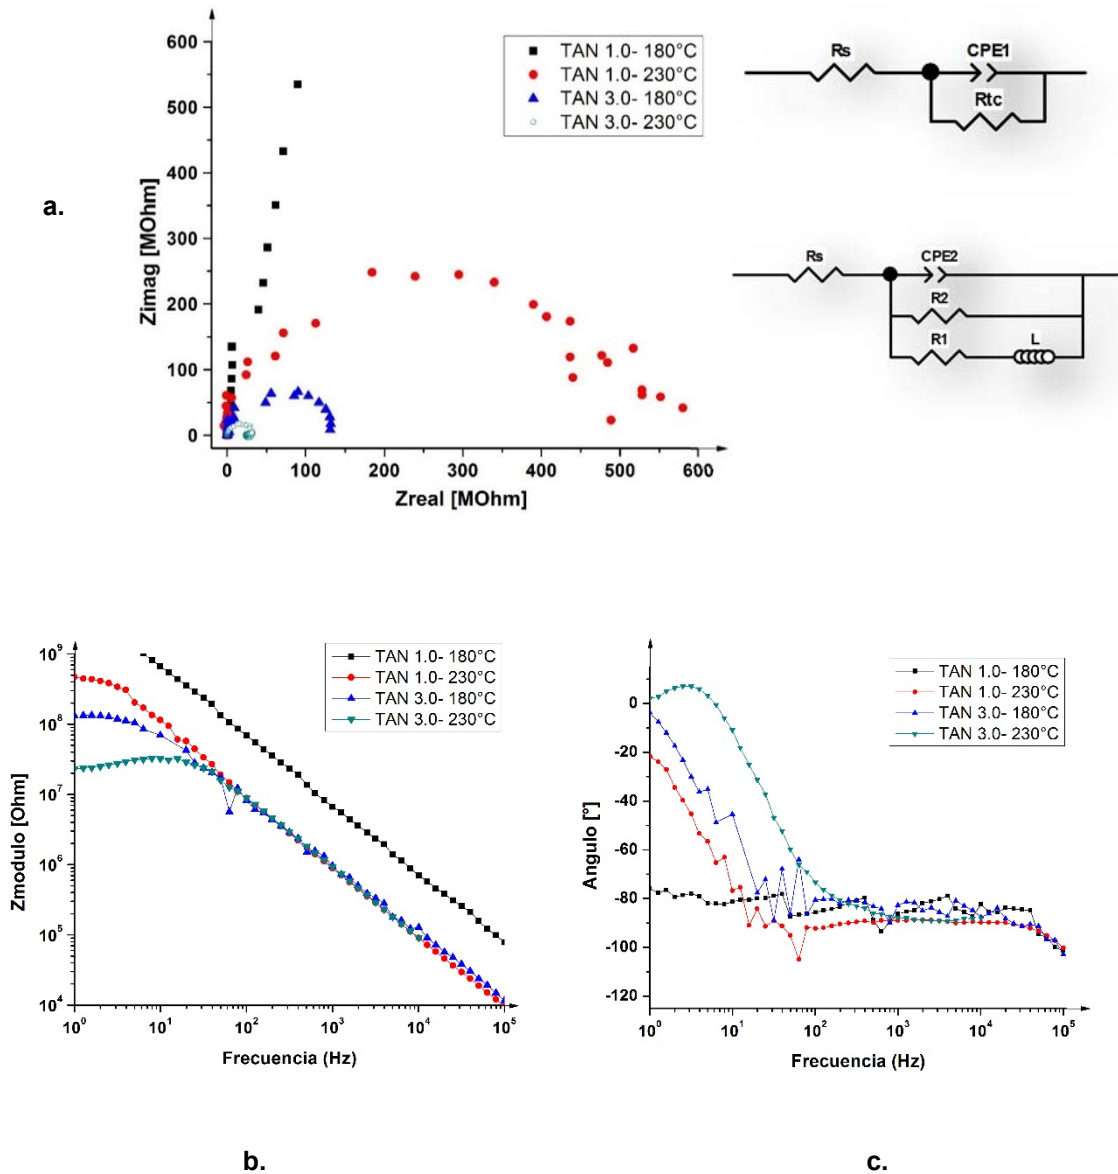 a.
Zimag [MOhm]
600
500
400
300
200
100
0
0 100 200 300 400 500 600
Zreal [MOhm]
TAN 1.0- 180°C
TAN 1.0- 230°C
TAN 3.0- 180°C
TAN 3.0- 230°C
Rs
CPE1
Rtc
Rs
CPE2
R2
R1
L
Zmodulo [Ohm]
10⁹
10⁸
10⁷
10⁶
10⁵
10⁴
10⁰ 10¹ 10² 10³ 10⁴ 10⁵
Frecuencia (Hz)
TAN 1.0- 180°C
TAN 1.0- 230°C
TAN 3.0- 180°C
TAN 3.0- 230°C
b.
Angulo [°]
0
-20
-40
-60
-80
-100
-120
10⁰ 10¹ 10² 10³ 10⁴ 10⁵
Frecuencia (Hz)
TAN 1.0- 180°C
TAN 1.0- 230°C
TAN 3.0- 180°C
TAN 3.0- 230°C
c.